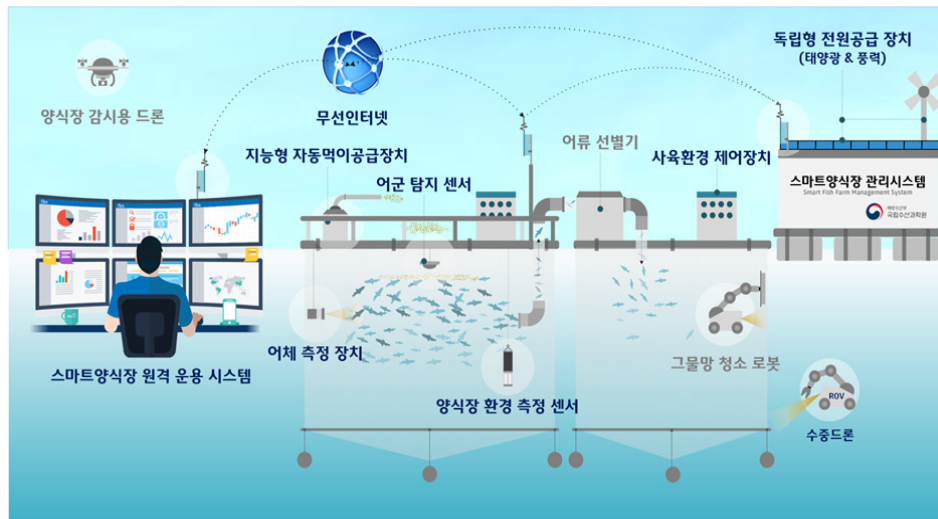 독립형 전원공급 장치
(태양광 & 풍력)
양식장 감시용 드론
무선인터넷
지능형 자동먹이공급장치
어류 선별기
사육환경 제어장치
어군 탐지 센서
스마트양식장 관리시스템
Smart Fish Farm Management System
해양수산부
국립수산과학원
어체 측정 장치
그물망 청소 로봇
스마트양식장 원격 운용 시스템
양식장 환경 측정 센서
ROV
수중드론